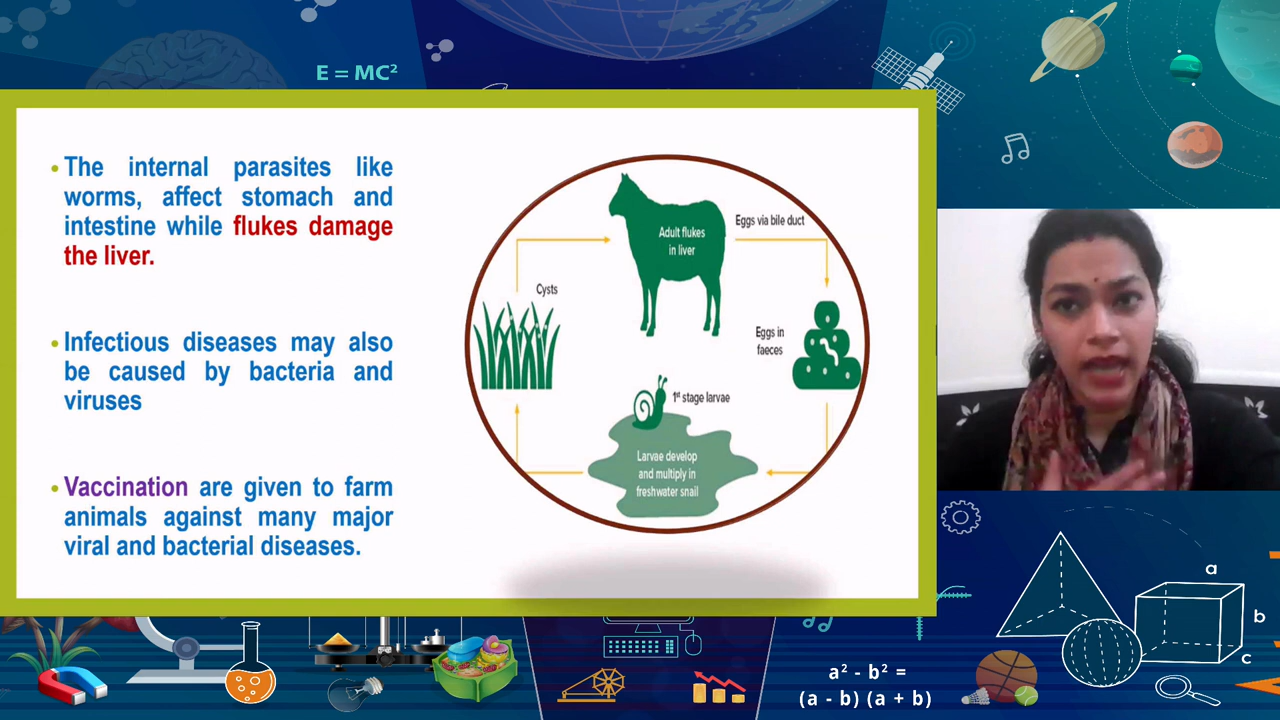 E = MC²
•The internal parasites like
worms, affect stomach and
intestine while flukes damage
the liver.
•Infectious diseases may also
be caused by bacteria and
viruses
•Vaccination are given to farm
animals against many major
viral and bacterial diseases.
Adult flukes
in liver
Eggs via bile duct
Cysts
Eggs in
faeces
1st stage larvae
Larvae develop
and multiply in
freshwater snail
a
b
c
a² - b² =
(a - b) (a + b)